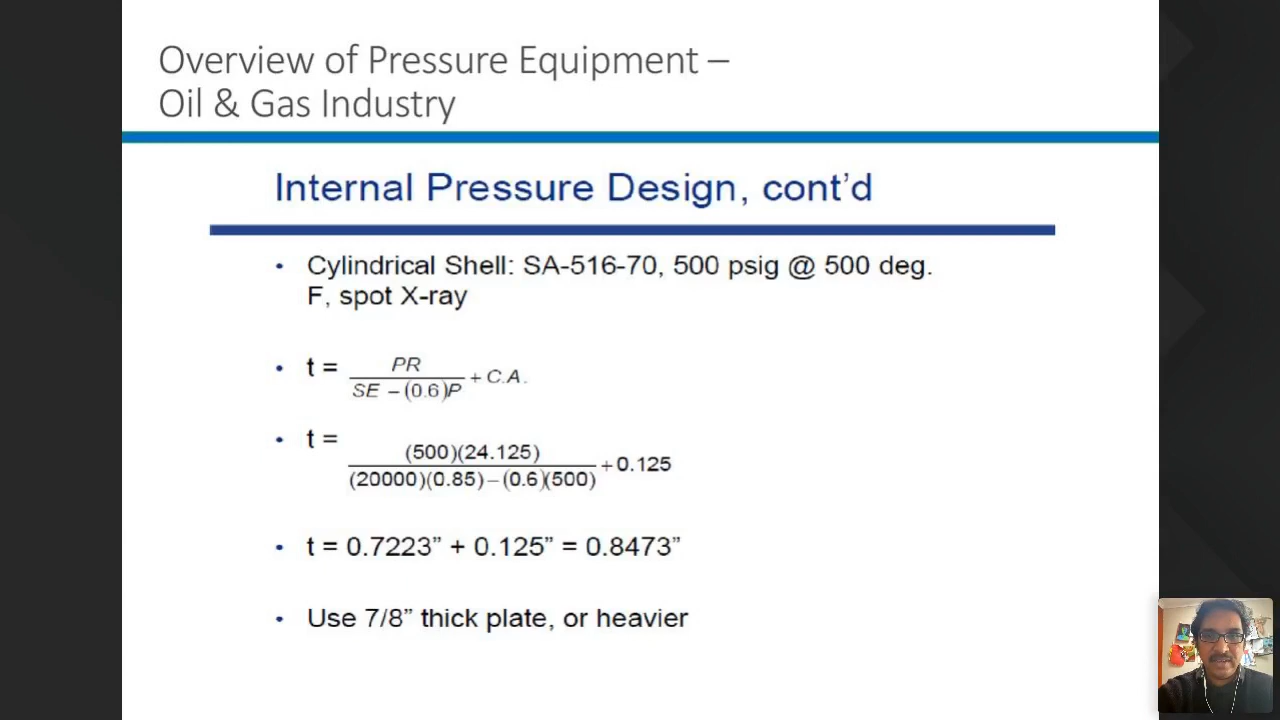 Overview of Pressure Equipment –
Oil & Gas Industry
Internal Pressure Design, cont’d
• Cylindrical Shell: SA-516-70, 500 psig @ 500 deg.
F, spot X-ray
• t = PR / SE − (0.6)P + C.A.
• t = (500)(24.125) / (20000)(0.85) − (0.6)(500) + 0.125
• t = 0.7223” + 0.125” = 0.8473”
• Use 7/8” thick plate, or heavier